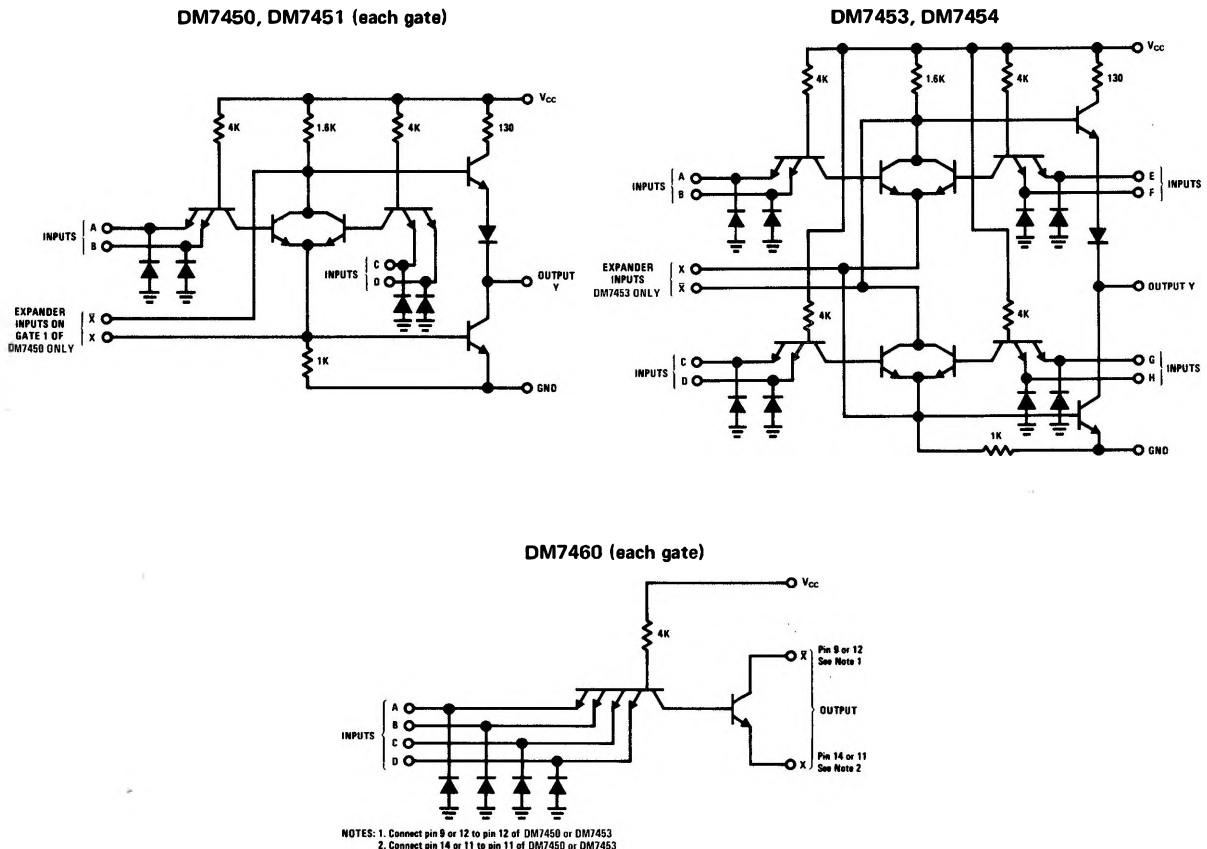 DM7450, DM7451 (each gate)
VCC
4K
1.6K
4K
130
INPUTS
A
B
INPUTS
C
D
OUTPUT
Y
EXPANDER
INPUTS ON
GATE 1 OF
DM7450 ONLY
X̄
X
1K
GND
DM7453, DM7454
VCC
4K
1.6K
4K
130
INPUTS
A
B
E
F
INPUTS
EXPANDER
INPUTS
DM7453 ONLY
X
X̄
OUTPUT Y
4K
4K
INPUTS
C
D
G
H
INPUTS
1K
GND
DM7460 (each gate)
VCC
4K
INPUTS
A
B
C
D
X̄
Pin 9 or 12
See Note 1
OUTPUT
X
Pin 14 or 11
See Note 2
NOTES: 1. Connect pin 9 or 12 to pin 12 of DM7450 or DM7453
2. Connect pin 14 or 11 to pin 11 of DM7450 or DM7453